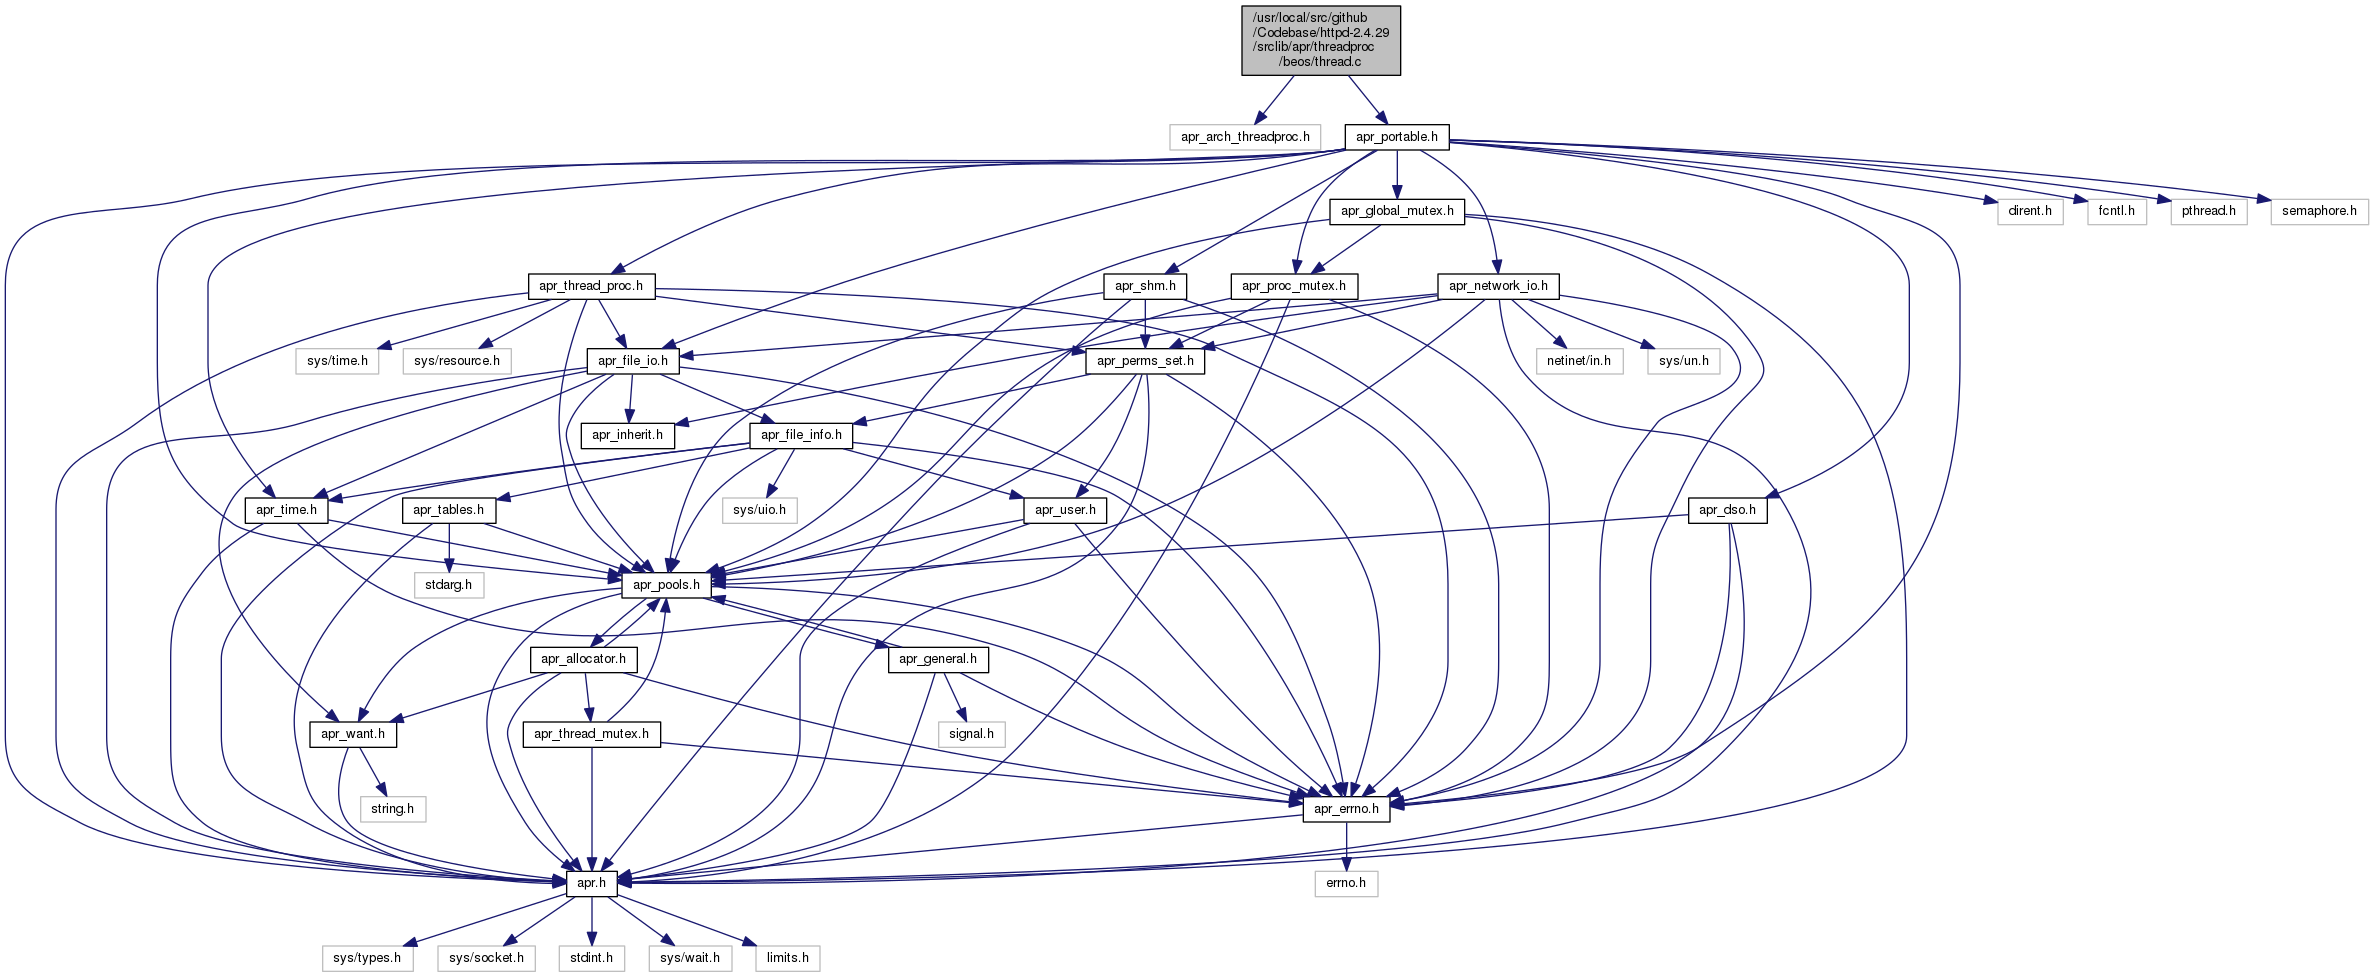 /usr/local/src/github
/Codebase/httpd-2.4.29
/srclib/apr/threadproc
/beos/thread.c
apr_arch_threadproc.h
apr_portable.h
apr_global_mutex.h
dirent.h
fcntl.h
pthread.h
semaphore.h
apr_thread_proc.h
apr_shm.h
apr_proc_mutex.h
apr_network_io.h
sys/time.h
sys/resource.h
apr_file_io.h
apr_perms_set.h
netinet/in.h
sys/un.h
apr_inherit.h
apr_file_info.h
apr_time.h
apr_tables.h
sys/uio.h
apr_user.h
apr_dso.h
stdarg.h
apr_pools.h
apr_allocator.h
apr_general.h
apr_want.h
apr_thread_mutex.h
signal.h
string.h
apr_errno.h
apr.h
errno.h
sys/types.h
sys/socket.h
stdint.h
sys/wait.h
limits.h